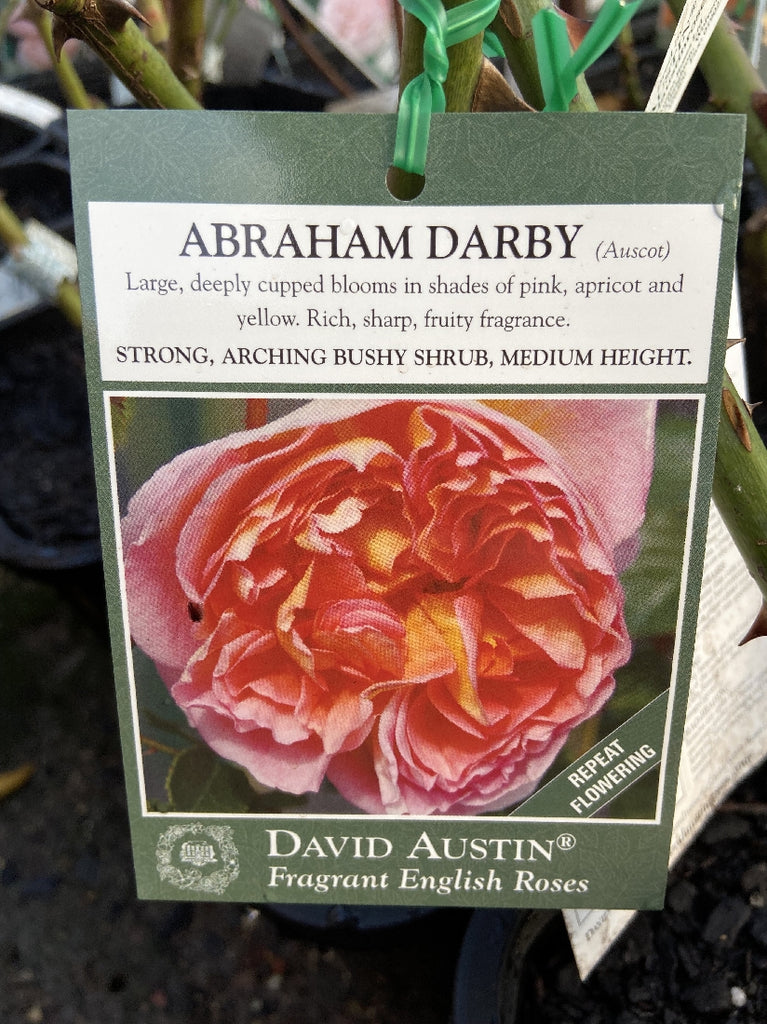 ABRAHAM DARBY (Auscot)
Large, deeply cupped blooms in shades of pink, apricot and
yellow. Rich, sharp, fruity fragrance.
STRONG, ARCHING BUSHY SHRUB, MEDIUM HEIGHT.
REPEAT
FLOWERING
DAVID AUSTIN®
Fragrant English Roses